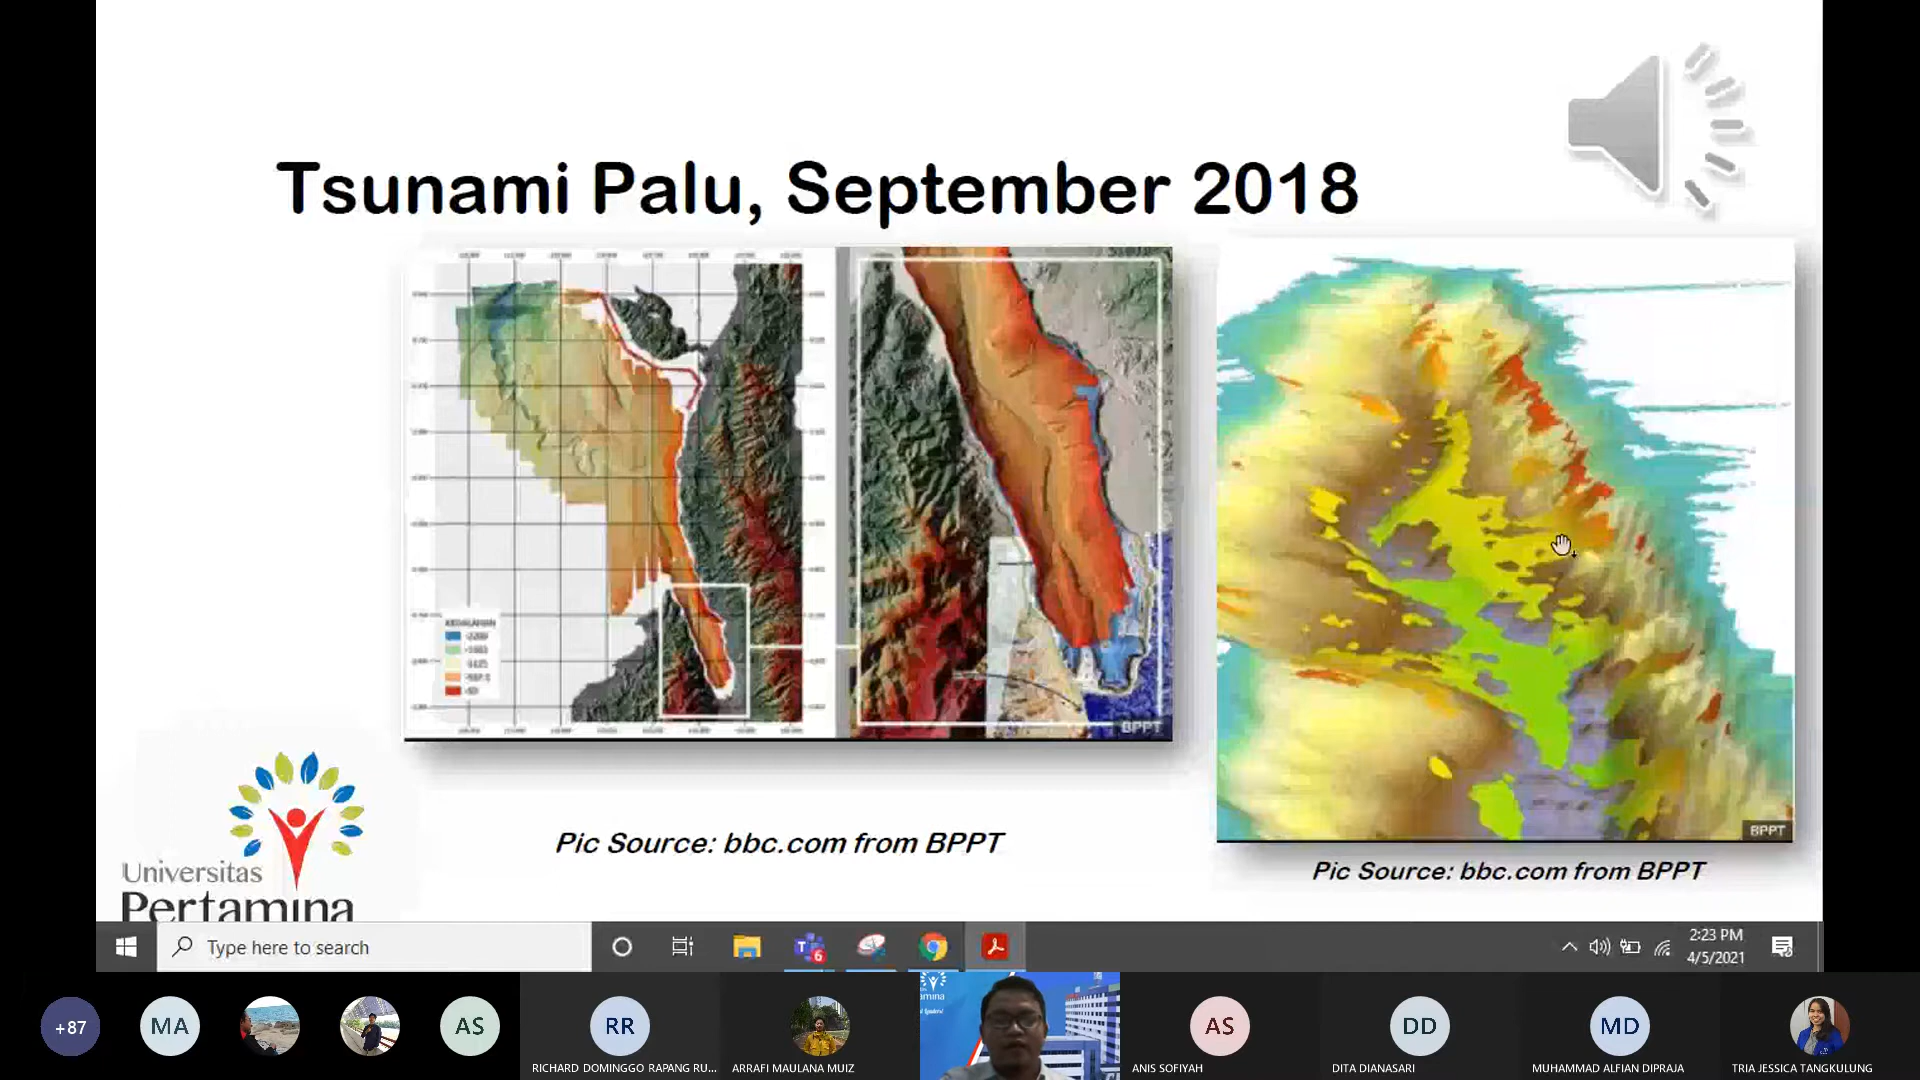 Tsunami Palu, September 2018
BPPT
BPPT
Pic Source: bbc.com from BPPT
Pic Source: bbc.com from BPPT
Universitas
Pertamina
Type here to search
6
2:23 PM
4/5/2021
+87
MA
AS
RR
AS
DD
MD
RICHARD DOMINGGO RAPANG RU...
ARRAFI MAULANA MUIZ
ANIS SOFIYAH
DITA DIANASARI
MUHAMMAD ALFIAN DIPRAJA
TRIA JESSICA TANGKULUNG